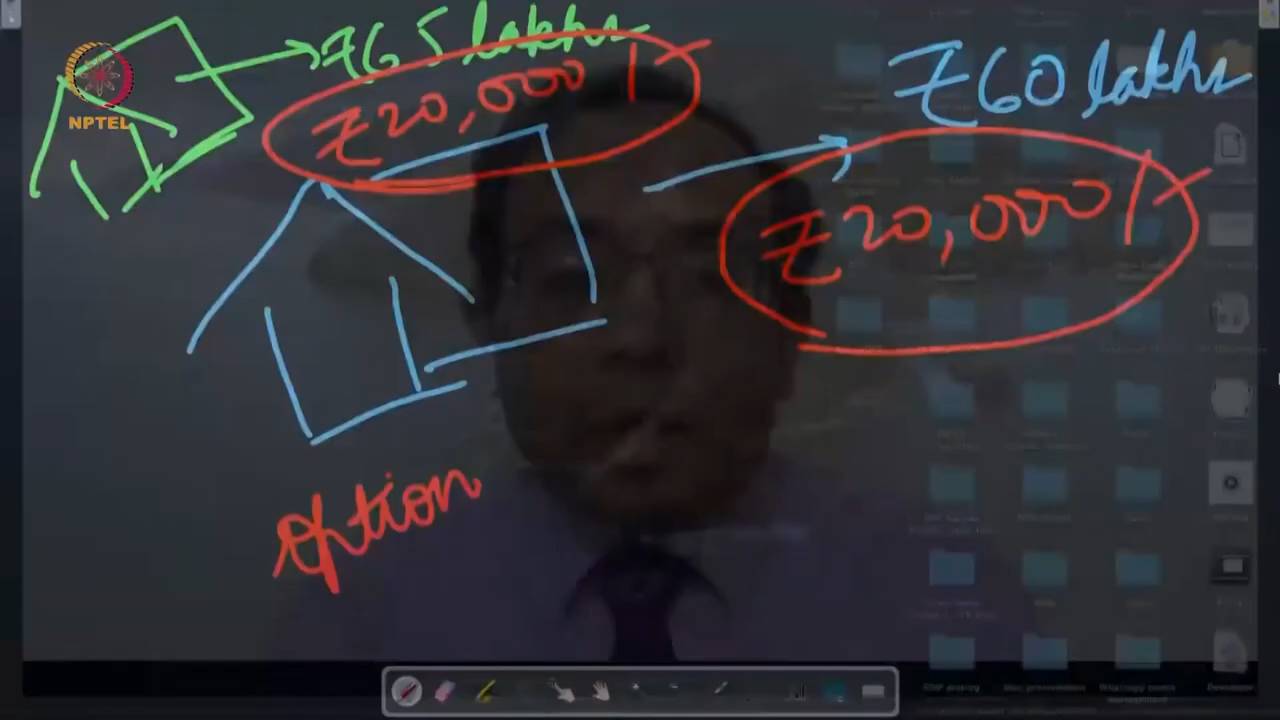 ₹65 lakhs
₹20,000/-
₹60 lakhs
₹20,000/-
NPTEL
option